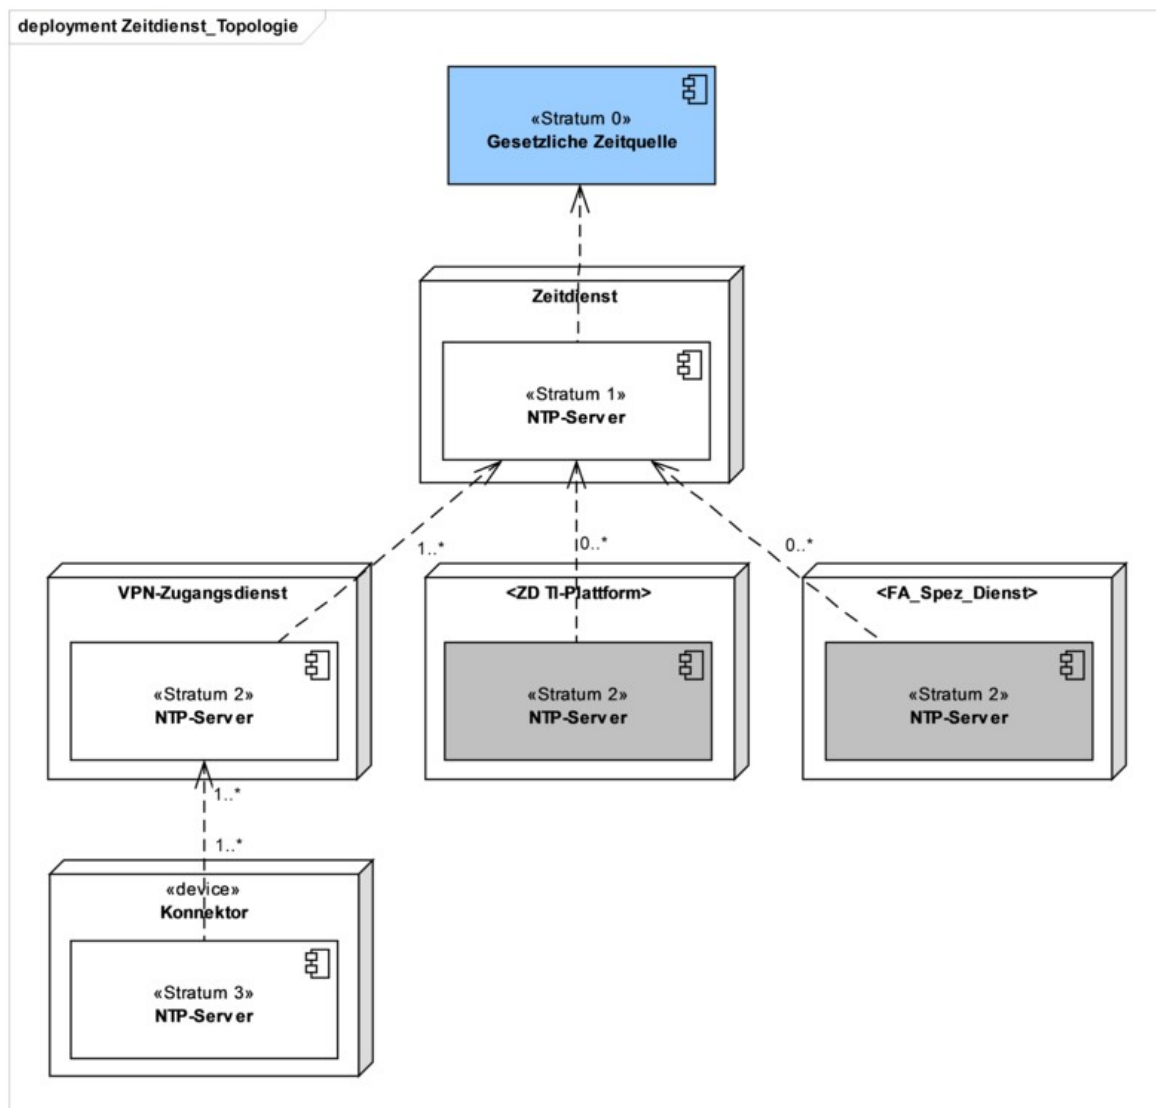 deployment Zeitdienst_Topologie
«Stratum 0»
Gesetzliche Zeitquelle
Zeitdienst
«Stratum 1»
NTP-Server
1..*
0..*
0..*
VPN-Zugangsdienst
«Stratum 2»
NTP-Server
<ZD TI-Plattform>
«Stratum 2»
NTP-Server
<FA_Spez_Dienst>
«Stratum 2»
NTP-Server
1..*
1..*
«device»
Konnektor
«Stratum 3»
NTP-Server